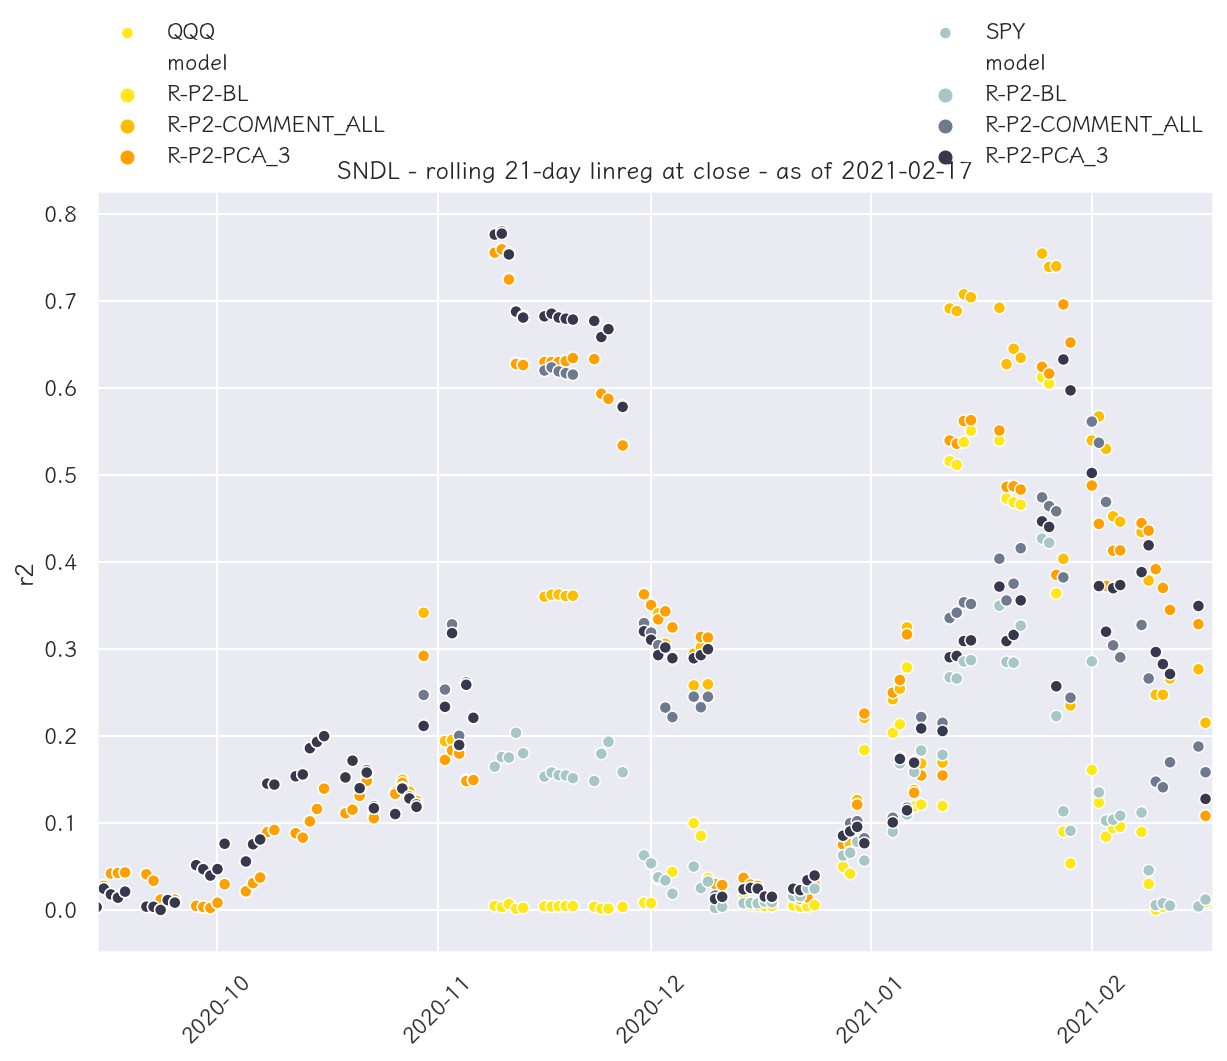 QQQ
model
R-P2-BL
R-P2-COMMENT_ALL
R-P2-PCA_3
SPY
model
R-P2-BL
R-P2-COMMENT_ALL
R-P2-PCA_3
SNDL - rolling 21-day linreg at close - as of 2021-02-17
0.8
0.7
0.6
0.5
0.4
0.3
0.2
0.1
0.0
r2
2020-10
2020-11
2020-12
2021-01
2021-02